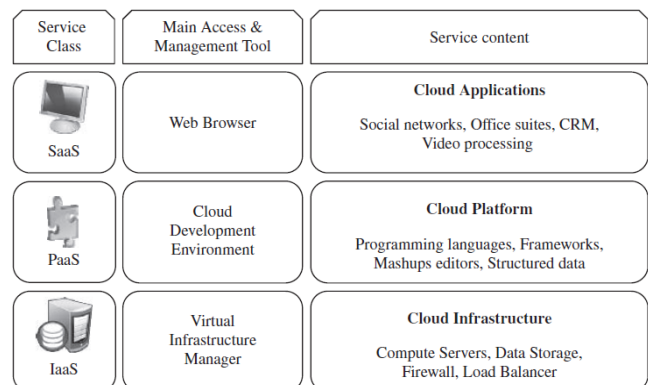 Service
Class
Main Access &
Management Tool
Service content
SaaS
Web Browser
Cloud Applications
Social networks, Office suites, CRM,
Video processing
PaaS
Cloud
Development
Environment
Cloud Platform
Programming languages, Frameworks,
Mashups editors, Structured data
IaaS
Virtual
Infrastructure
Manager
Cloud Infrastructure
Compute Servers, Data Storage,
Firewall, Load Balancer